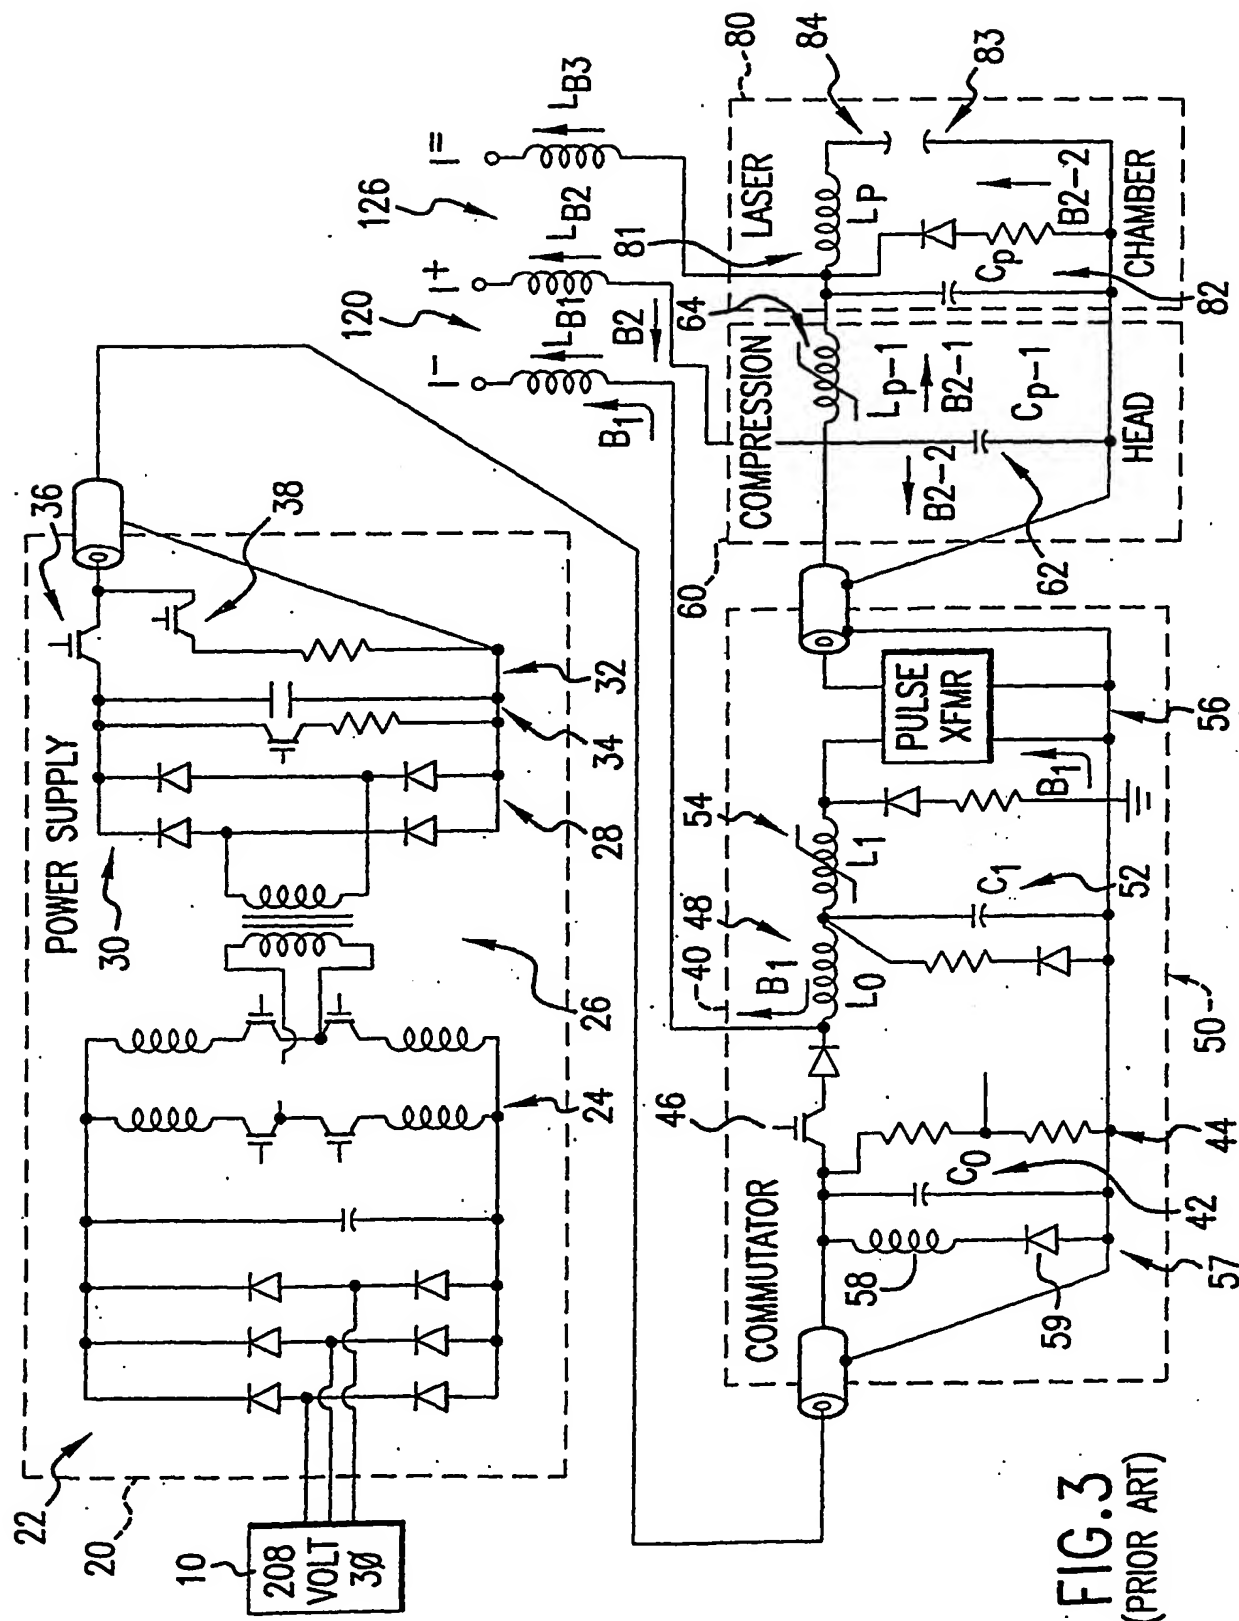 22
20
10
208
VOLT
3Ø
POWER SUPPLY
24
26
30
28
34
32
36
38
120
126
I-
I+
I=
LB1
LB2
LB3
B1
B2
COMMUTATOR
46
40
B1
48
54
L0
L1
C0
C1
42
44
57
58
59
50
52
PULSE
XFMR
B1
56
60
COMPRESSION
HEAD
62
64
Lp-1
B2-1
Cp-1
B2-2
80
LASER
CHAMBER
81
82
83
84
Lp
Cp
B2-2
FIG.3
(PRIOR ART)